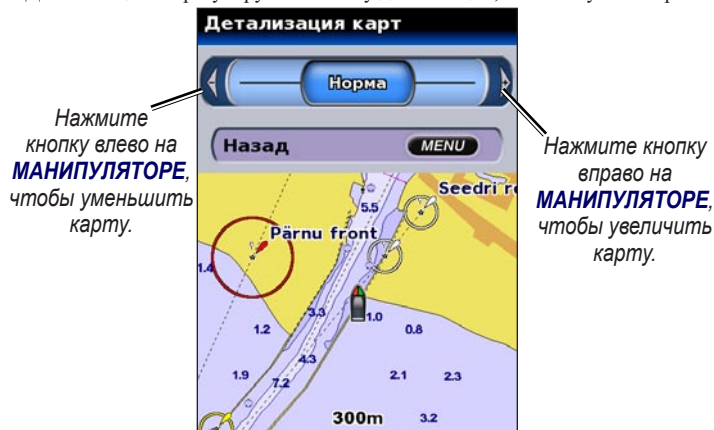 Детализация карт
Норма
Назад
MENU
Нажмите
кнопку влево на
МАНИПУЛЯТОРЕ,
чтобы уменьшить
карту.
Нажмите кнопку
вправо на
МАНИПУЛЯТОРЕ,
чтобы увеличить
карту.
Seedri
5.5
Pärnu front
1.4
3.3
1.0
1.2
0.8
4.3
1.9
7.2
2.1
2.3
300m
3.2